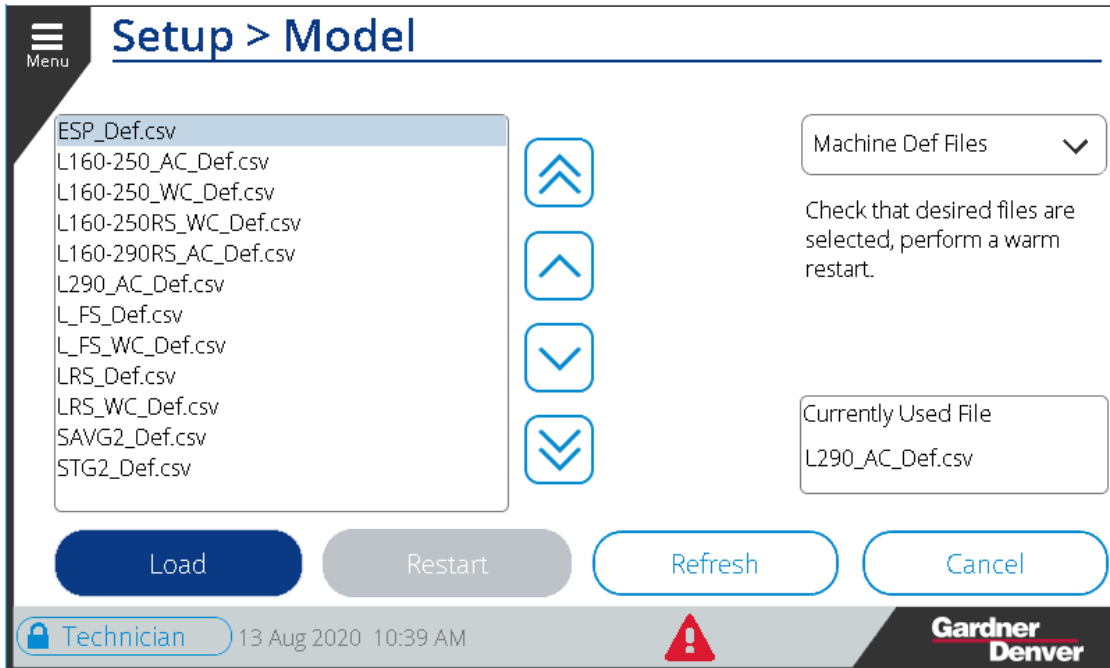 Menu
Setup > Model
ESP_Def.csv
L160-250_AC_Def.csv
L160-250_WC_Def.csv
L160-250RS_WC_Def.csv
L160-290RS_AC_Def.csv
L290_AC_Def.csv
L_FS_Def.csv
L_FS_WC_Def.csv
LRS_Def.csv
LRS_WC_Def.csv
SAVG2_Def.csv
STG2_Def.csv
Machine Def Files
Check that desired files are
selected, perform a warm
restart.
Currently Used File
L290_AC_Def.csv
Load
Restart
Refresh
Cancel
Technician
13 Aug 2020 10:39 AM
Gardner
Denver